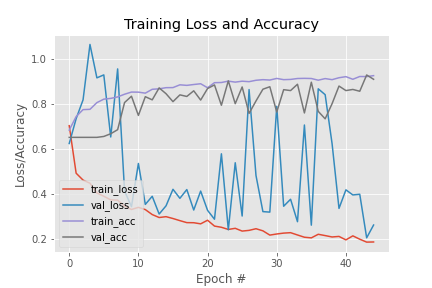 Training Loss and Accuracy
Loss/Accuracy
1.0
0.8
0.6
0.4
0.2
train_loss
val_loss
train_acc
val_acc
0 10 20 30 40
Epoch #